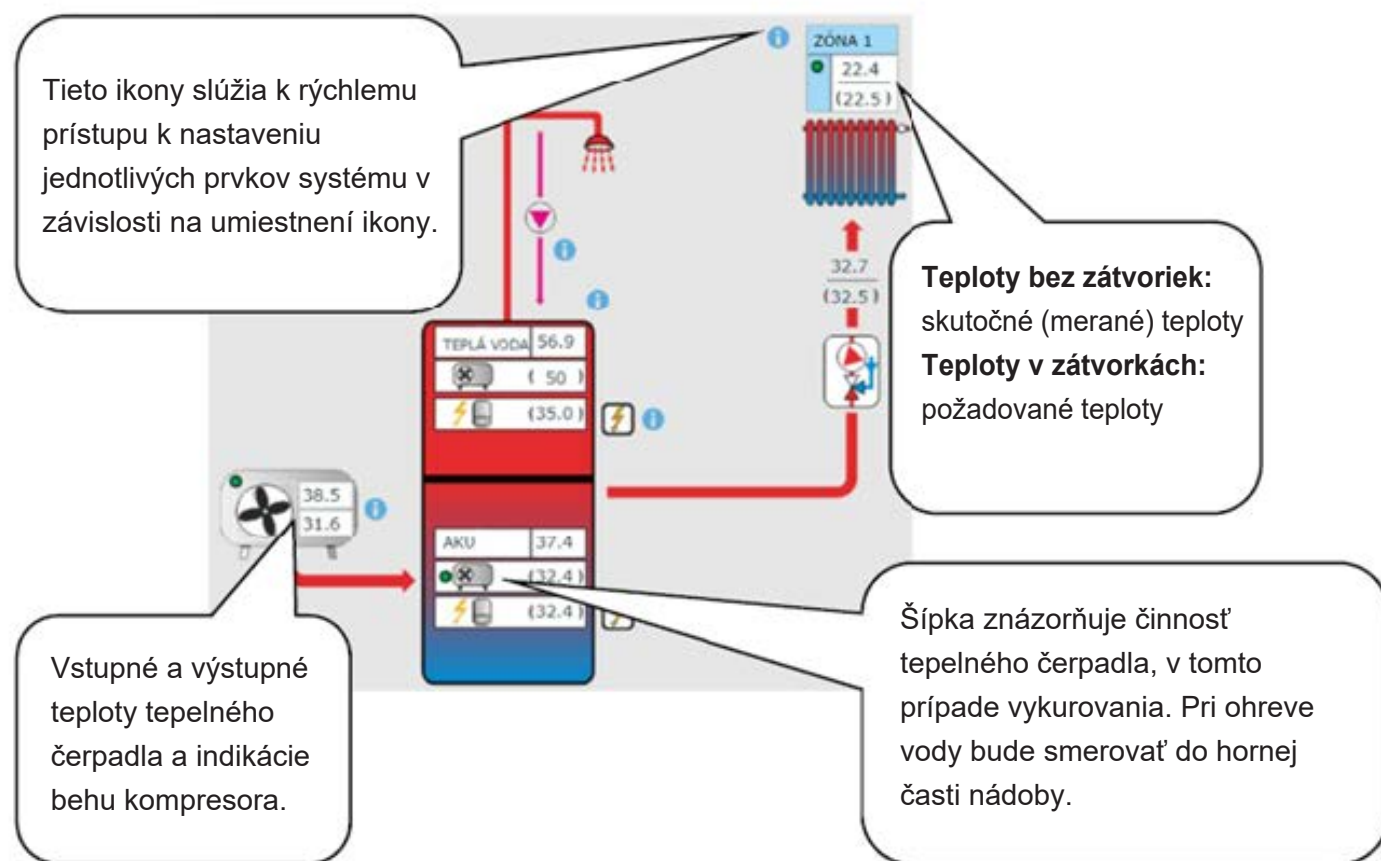 Tieto ikony slúžia k rýchlemu
prístupu k nastaveniu
jednotlivých prvkov systému v
závislosti na umiestnení ikony.
ZÓNA 1
22.4
(22.5)
32.7
(32.5)
Teploty bez zátvoriek:
skutočné (merané) teploty
Teploty v zátvorkách:
požadované teploty
TEPLÁ VODA 56.9
( 50 )
(35.0)
38.5
31.6
AKU 37.4
(32.4)
(32.4)
Vstupné a výstupné
teploty tepelného
čerpadla a indikácie
behu kompresora.
Šípka znázorňuje činnosť
tepelného čerpadla, v tomto
prípade vykurovania. Pri ohreve
vody bude smerovať do hornej
časti nádoby.